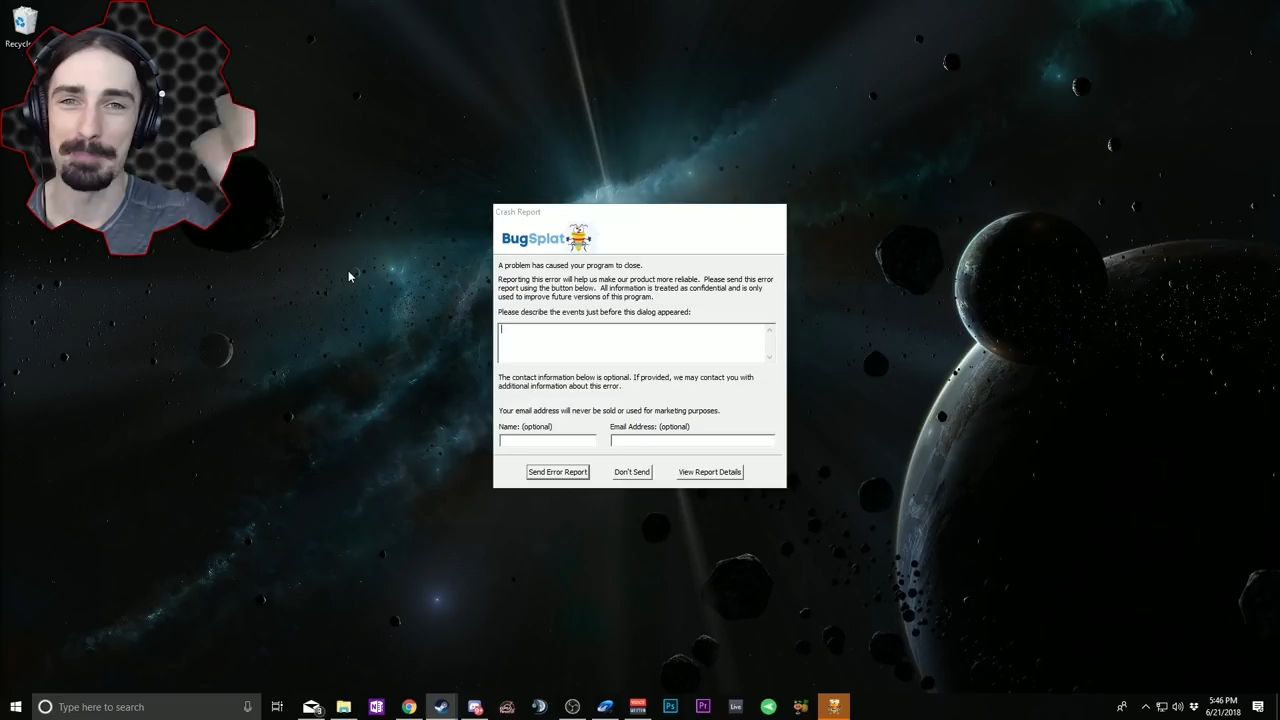 Recycl
Crash Report
BugSplat
A problem has caused your program to close.
Reporting this error will help us make our product more reliable. Please send this error
report using the button below. All information is treated as confidential and is only
used to improve future versions of this program.
Please describe the events just before this dialog appeared:
The contact information below is optional. If provided, we may contact you with
additional information about this error.
Your email address will never be sold or used for marketing purposes.
Name: (optional)
Email Address: (optional)
Send Error Report
Don't Send
View Report Details
Type here to search
3
Ps
Pr
Live
5:46 PM
6/21/2018